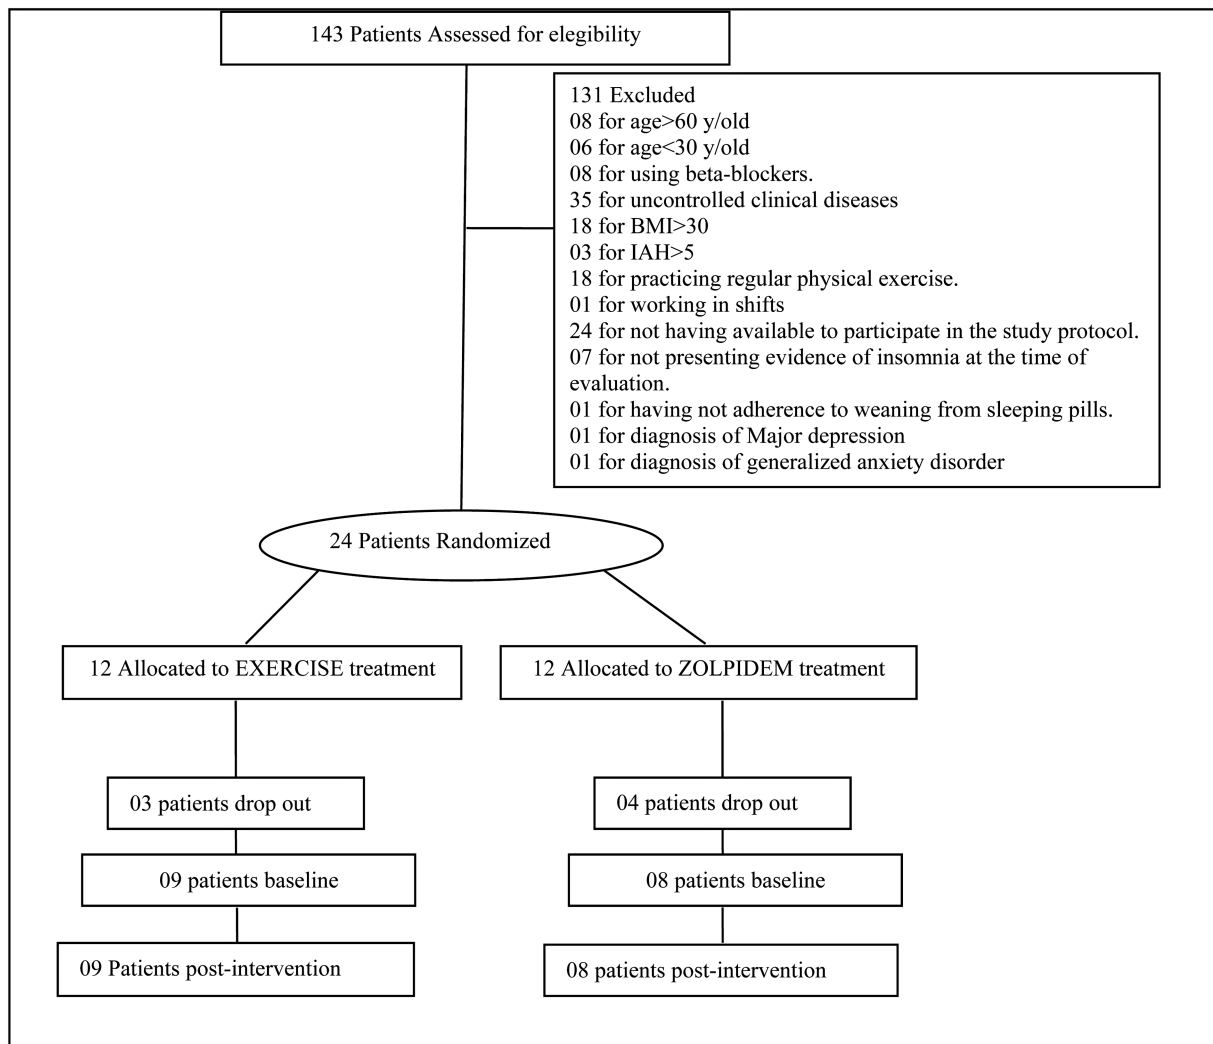 143 Patients Assessed for elegibility
131 Excluded
08 for age>60 y/old
06 for age<30 y/old
08 for using beta-blockers.
35 for uncontrolled clinical diseases
18 for BMI>30
03 for IAH>5
18 for practicing regular physical exercise.
01 for working in shifts
24 for not having available to participate in the study protocol.
07 for not presenting evidence of insomnia at the time of
evaluation.
01 for having not adherence to weaning from sleeping pills.
01 for diagnosis of Major depression
01 for diagnosis of generalized anxiety disorder
24 Patients Randomized
12 Allocated to EXERCISE treatment
12 Allocated to ZOLPIDEM treatment
03 patients drop out
04 patients drop out
09 patients baseline
08 patients baseline
09 Patients post-intervention
08 patients post-intervention